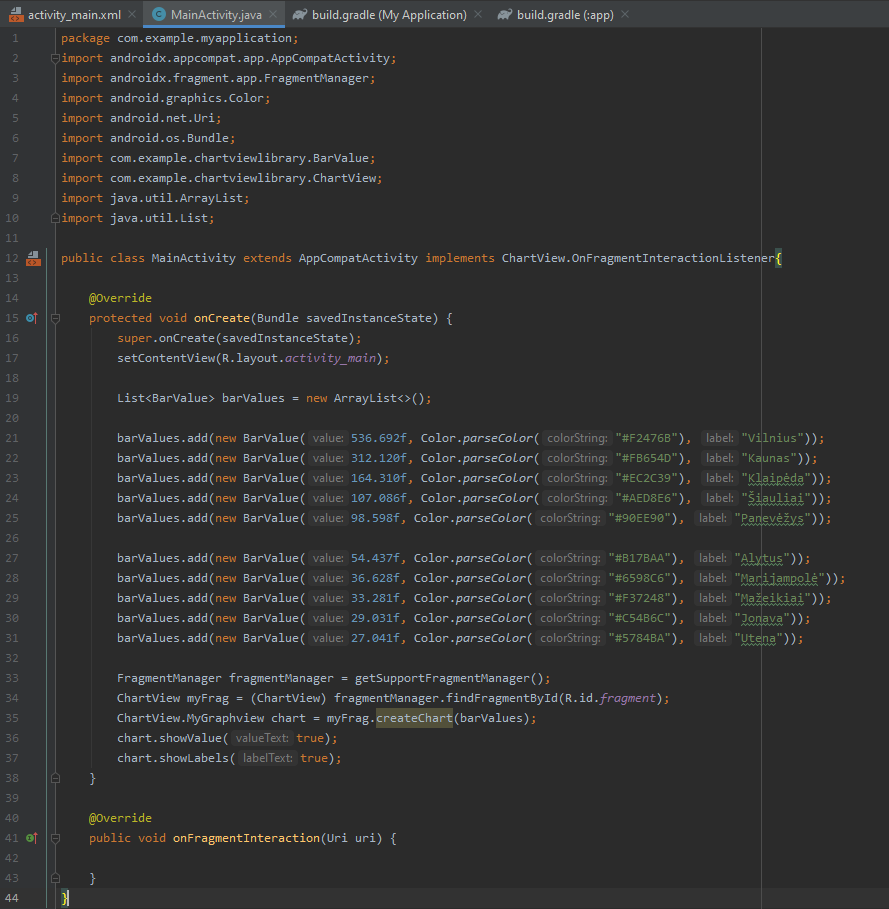 activity_main.xml × MainActivity.java × build.gradle (My Application) × build.gradle (:app) ×
1 package com.example.myapplication;
2 import androidx.appcompat.app.AppCompatActivity;
3 import androidx.fragment.app.FragmentManager;
4 import android.graphics.Color;
5 import android.net.Uri;
6 import android.os.Bundle;
7 import com.example.chartviewlibrary.BarValue;
8 import com.example.chartviewlibrary.ChartView;
9 import java.util.ArrayList;
10 import java.util.List;
11
12 public class MainActivity extends AppCompatActivity implements ChartView.OnFragmentInteractionListener{
13
14 @Override
15 protected void onCreate(Bundle savedInstanceState) {
16 super.onCreate(savedInstanceState);
17 setContentView(R.layout.activity_main);
18
19 List<BarValue> barValues = new ArrayList<>();
20
21 barValues.add(new BarValue( value: 536.692f, Color.parseColor( colorString: "#F2476B"), label: "Vilnius"));
22 barValues.add(new BarValue( value: 312.120f, Color.parseColor( colorString: "#FB654D"), label: "Kaunas"));
23 barValues.add(new BarValue( value: 164.310f, Color.parseColor( colorString: "#EC2C39"), label: "Klaipėda"));
24 barValues.add(new BarValue( value: 107.086f, Color.parseColor( colorString: "#AED8E6"), label: "Šiauliai"));
25 barValues.add(new BarValue( value: 98.598f, Color.parseColor( colorString: "#90EE90"), label: "Panevėžys"));
26
27 barValues.add(new BarValue( value: 54.437f, Color.parseColor( colorString: "#B17BAA"), label: "Alytus"));
28 barValues.add(new BarValue( value: 36.628f, Color.parseColor( colorString: "#6598C6"), label: "Marijampolė"));
29 barValues.add(new BarValue( value: 33.281f, Color.parseColor( colorString: "#F37248"), label: "Mažeikiai"));
30 barValues.add(new BarValue( value: 29.031f, Color.parseColor( colorString: "#C54B6C"), label: "Jonava"));
31 barValues.add(new BarValue( value: 27.041f, Color.parseColor( colorString: "#5784BA"), label: "Utena"));
32
33 FragmentManager fragmentManager = getSupportFragmentManager();
34 ChartView myFrag = (ChartView) fragmentManager.findFragmentById(R.id.fragment);
35 ChartView.MyGraphview chart = myFrag.createChart(barValues);
36 chart.showValue( valueText: true);
37 chart.showLabels( labelText: true);
38 }
39
40 @Override
41 public void onFragmentInteraction(Uri uri) {
42
43 }
44 }